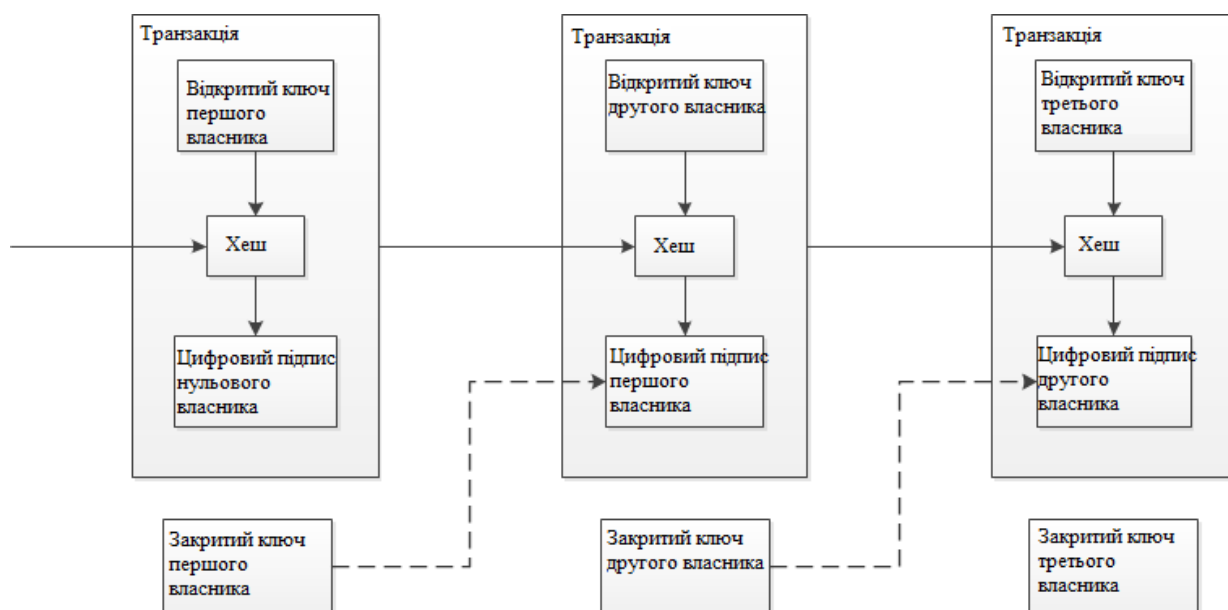 Транзакція
Відкритий ключ
першого
власника
Хеш
Цифровий підпис
нульового
власника
Закритий ключ
першого
власника
Транзакція
Відкритий ключ
другого власника
Хеш
Цифровий підпис
першого
власника
Закритий ключ
другого власника
Транзакція
Відкритий ключ
третього
власника
Хеш
Цифровий підпис
другого
власника
Закритий ключ
третього
власника